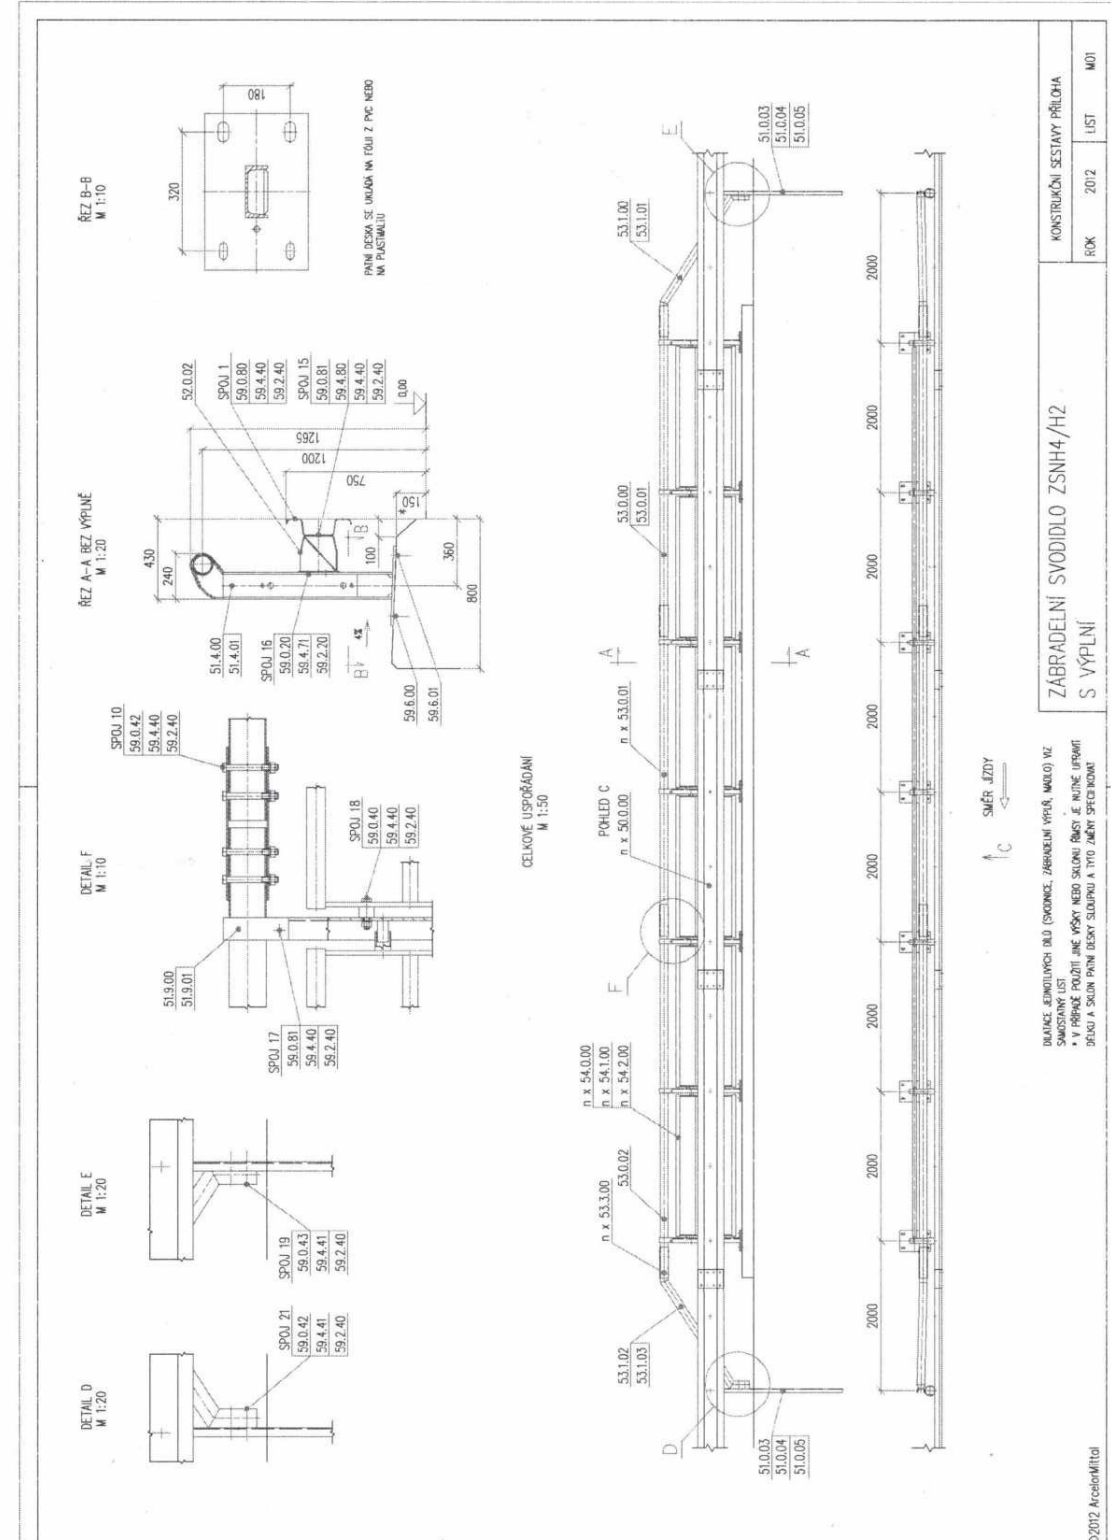 DETAIL D
M 1:20
SPOJ 21
59.0.42
59.4.41
59.2.40
DETAIL E
M 1:20
SPOJ 19
59.0.43
59.4.41
59.2.40
DETAIL F
M 1:10
51.9.00
51.9.01
SPOJ 17
59.0.81
59.4.40
59.2.40
SPOJ 10
59.0.42
59.4.40
59.2.40
SPOJ 18
59.0.40
59.4.40
59.2.40
ŘEZ A-A BEZ VÝPLNĚ
M 1:20
430
240
51.4.00
51.4.01
SPOJ 16
59.0.20
59.4.71
59.2.20
B
4%
59.6.00
59.6.01
52.0.02
SPOJ 1
59.0.80
59.4.40
59.2.40
SPOJ 15
59.0.81
59.4.80
59.4.40
59.2.40
0,00
1265
1200
750
150
*
B
100
360
800
ŘEZ B-B
M 1:10
320
180
PATNÍ DESKA SE UKLÁDÁ NA FÓLII Z PVC NEBO
NA PLASTMALTU
CELKOVÉ USPOŘÁDÁNÍ
M 1:50
POHLED C
D
51.0.03
51.0.04
51.0.05
53.1.02
53.1.03
n x 53.3.00
53.0.02
n x 54.0.00
n x 54.1.00
n x 54.2.00
F
n x 50.0.00
n x 53.0.01
A
A
53.0.00
53.0.01
53.1.00
53.1.01
E
51.0.03
51.0.04
51.0.05
2000
2000
2000
2000
2000
2000
2000
2000
C
SMĚR JÍZDY
DILATACE JEDNOTLIVÝCH DÍLŮ (SVODNICE, ZÁBRADELNÍ VÝPLŇ, MADLO) VIZ
SAMOSTATNÝ LIST
* V PŘÍPADĚ POUŽITÍ JINÉ VÝŠKY NEBO SKLONU ŘÍMSY JE NUTNÉ UPRAVIT
DÉLKU A SKLON PATNÍ DESKY SLOUPKU A TYTO ZMĚNY SPECIFIKOVAT
ZÁBRADELNÍ SVODIDLO ZSNH4/H2
S VÝPLNÍ
KONSTRUKČNÍ SESTAVY PŘÍLOHA
ROK 2012 LIST M01
©2012 ArcelorMittal